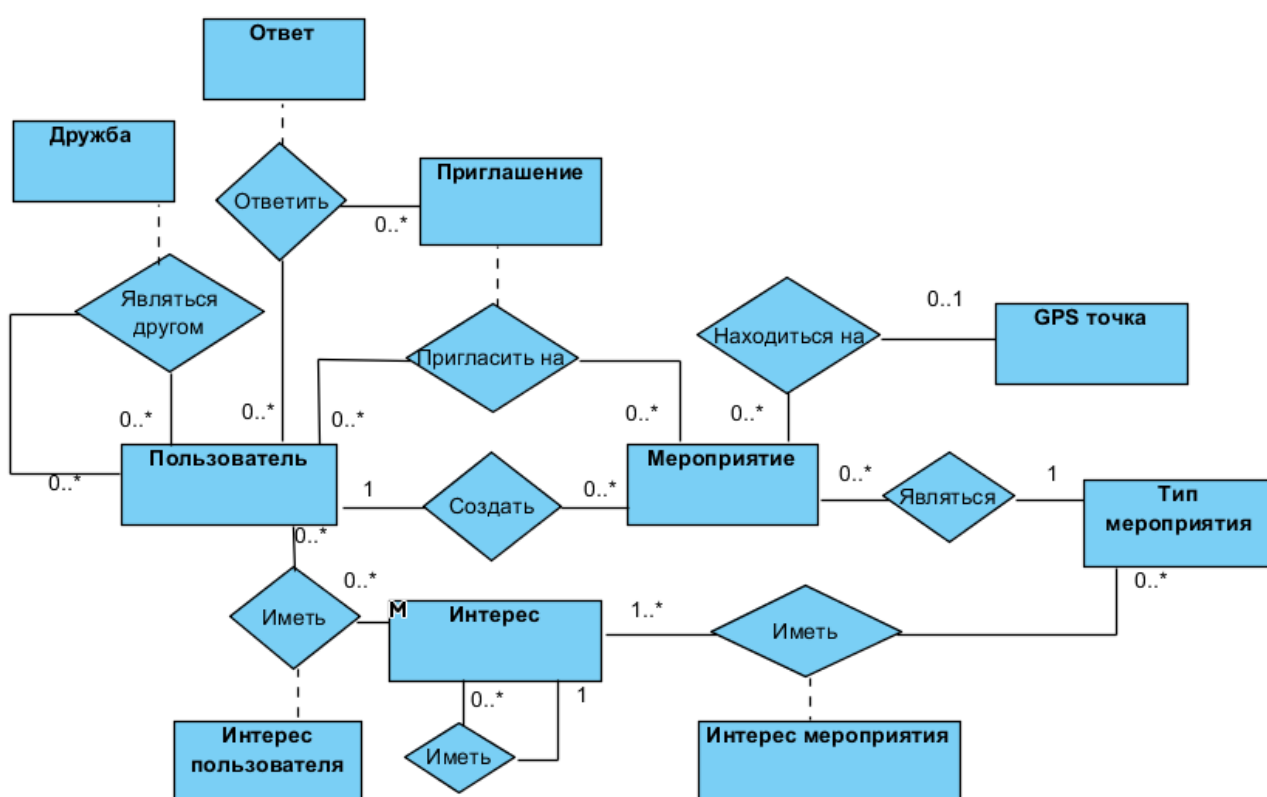 Ответ
Дружба
Приглашение
Ответить
0..*
Являться
другом
0..1
GPS точка
Находиться на
Пригласить на
0..*
0..*
0..*
0..*
0..*
Пользователь
Мероприятие
0..*
1
0..*
0..*
1
Являться
Тип
мероприятия
Создать
0..*
0..*
0..*
M
Интерес
1..*
Иметь
Иметь
0..*
1
Иметь
Интерес
пользователя
Интерес мероприятия